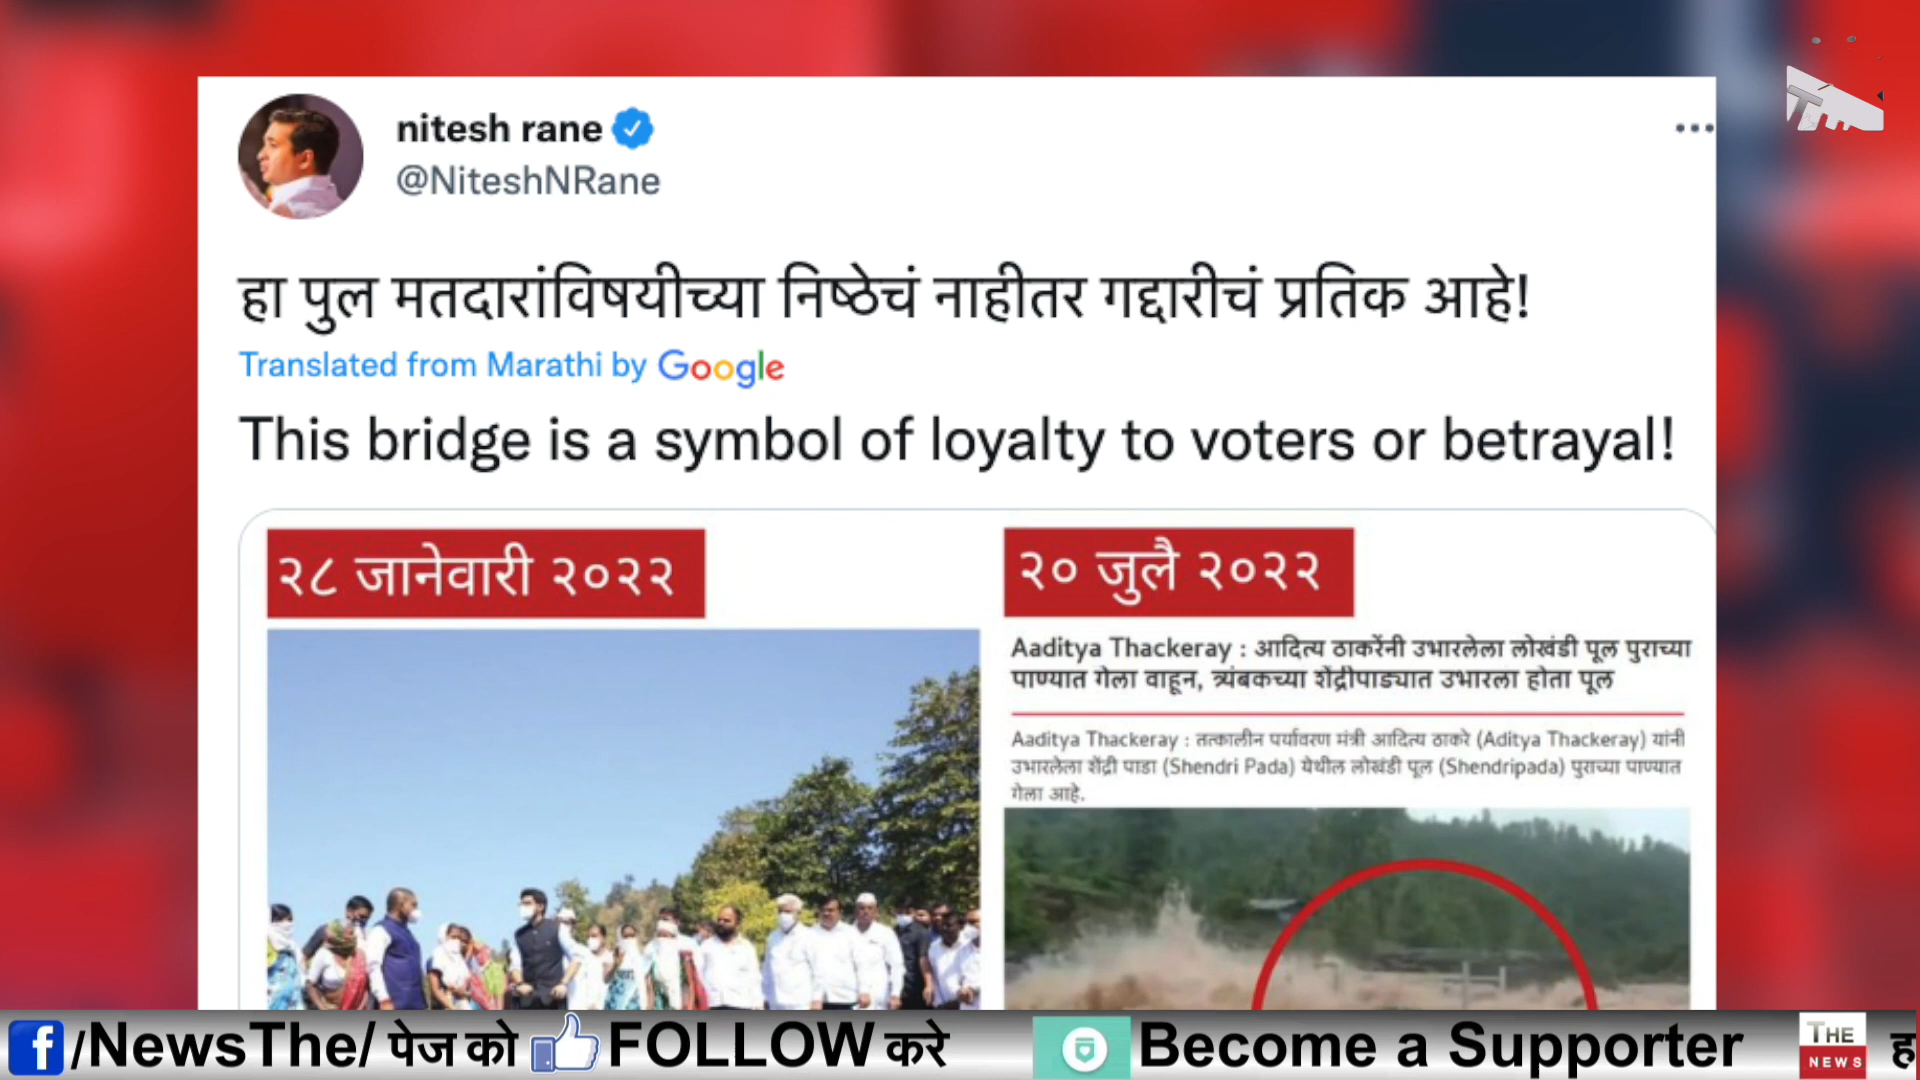 nitesh rane
@NiteshNRane
हा पुल मतदारांविषयीच्या निष्ठेचं नाहीतर गद्दारीचं प्रतिक आहे!
Translated from Marathi by Google
This bridge is a symbol of loyalty to voters or betrayal!
२८ जानेवारी २०२२
२० जुलै २०२२
Aaditya Thackeray : आदित्य ठाकरेंनी उभारलेला लोखंडी पूल पुराच्या
पाण्यात गेला वाहून, त्र्यंबकच्या शेंद्रीपाड्यात उभारला होता पूल
Aaditya Thackeray : तत्कालीन पर्यावरण मंत्री आदित्य ठाकरे (Aditya Thackeray) यांनी
उभारलेला शेंद्री पाडा (Shendri Pada) येथील लोखंडी पूल (Shendripada) पुराच्या पाण्यात
गेला आहे.
/NewsThe/ पेज को FOLLOW करे Become a Supporter THE NEWS